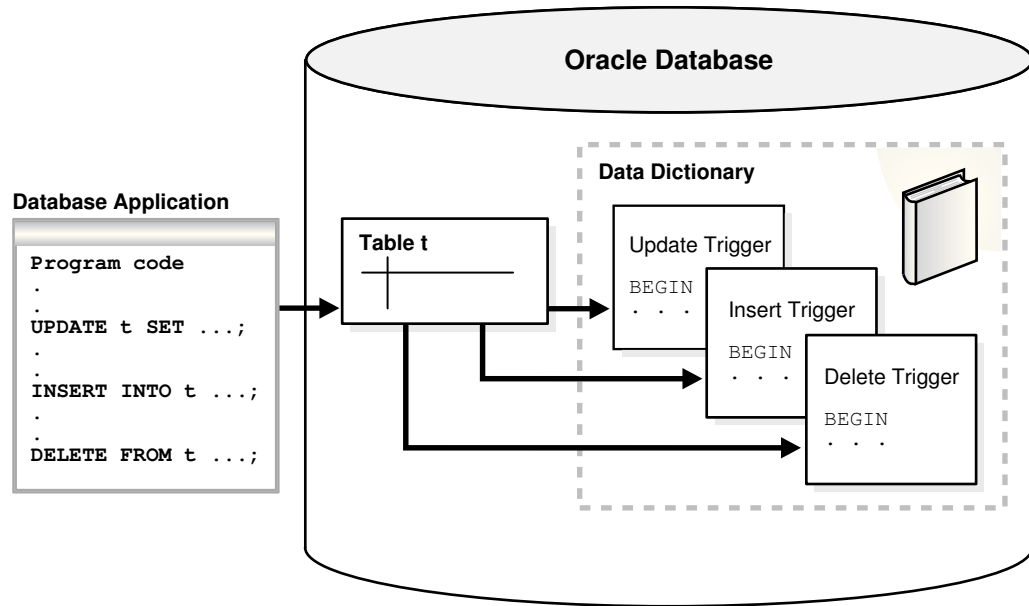 Oracle Database
Data Dictionary
Database Application
Program code
.
.
UPDATE t SET ...;
.
.
INSERT INTO t ...;
.
.
DELETE FROM t ...;
Table t
Update Trigger
BEGIN
. . .
Insert Trigger
BEGIN
. . .
Delete Trigger
BEGIN
. . .